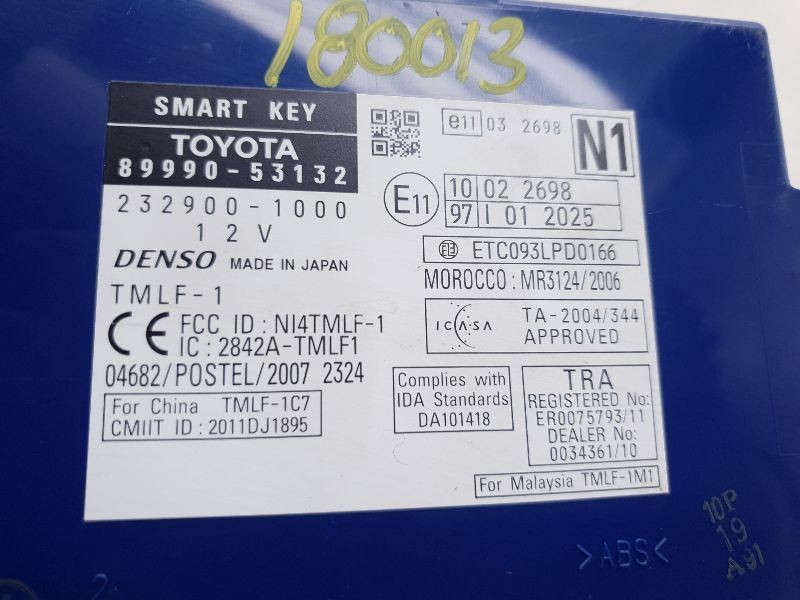 180013
SMART KEY
TOYOTA
89990-53132
232900-1000
12V
DENSO MADE IN JAPAN
TMLF-1
CE FCC ID : NI4TMLF-1
IC : 2842A-TMLF1
04682/POSTEL/2007 2324
For China TMLF-1C7
CMIIT ID : 2011DJ1895
e11 03 2698
N1
E11
10 02 2698
97 I 01 2025
ETC093LPD0166
MOROCCO : MR3124/2006
ICASA
TA-2004/344
APPROVED
Complies with
IDA Standards
DA101418
TRA
REGISTERED No:
ER0075793/11
DEALER No:
0034361/10
For Malaysia TMLF-1M1
>ABS<
10P
19
A91
2